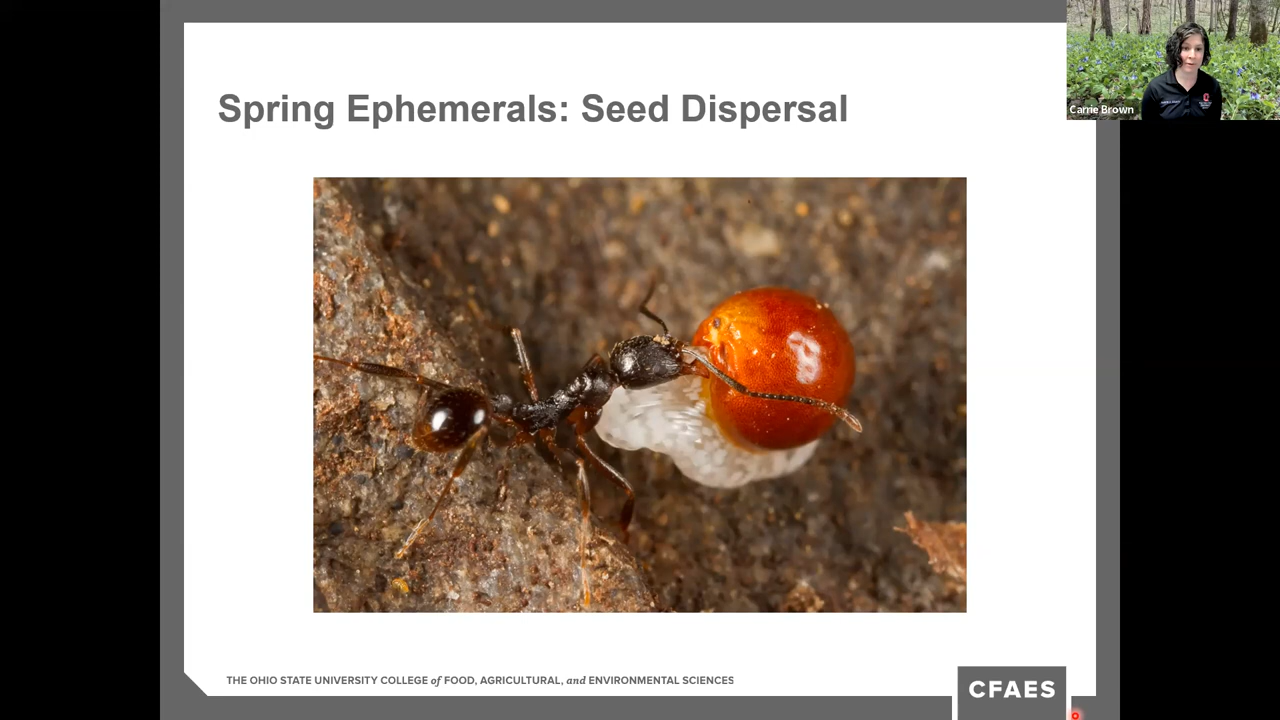 Spring Ephemerals: Seed Dispersal
Carrie Brown
THE OHIO STATE UNIVERSITY COLLEGE of FOOD, AGRICULTURAL, and ENVIRONMENTAL SCIENCES
CFAES